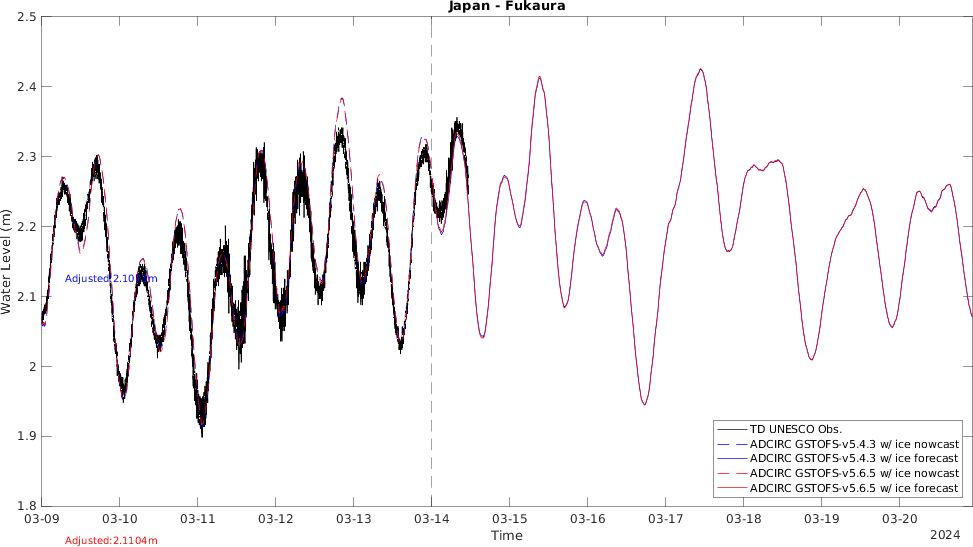 Japan - Fukaura
2.5
2.4
2.3
2.2
2.1
2
1.9
1.8
Water Level (m)
TD UNESCO Obs.
ADCIRC GSTOFS-v5.4.3 w/ ice nowcast
ADCIRC GSTOFS-v5.4.3 w/ ice forecast
ADCIRC GSTOFS-v5.6.5 w/ ice nowcast
ADCIRC GSTOFS-v5.6.5 w/ ice forecast
03-09 03-10 03-11 03-12 03-13 03-14 03-15 03-16 03-17 03-18 03-19 03-20
Time
2024
Adjusted:2.1104m